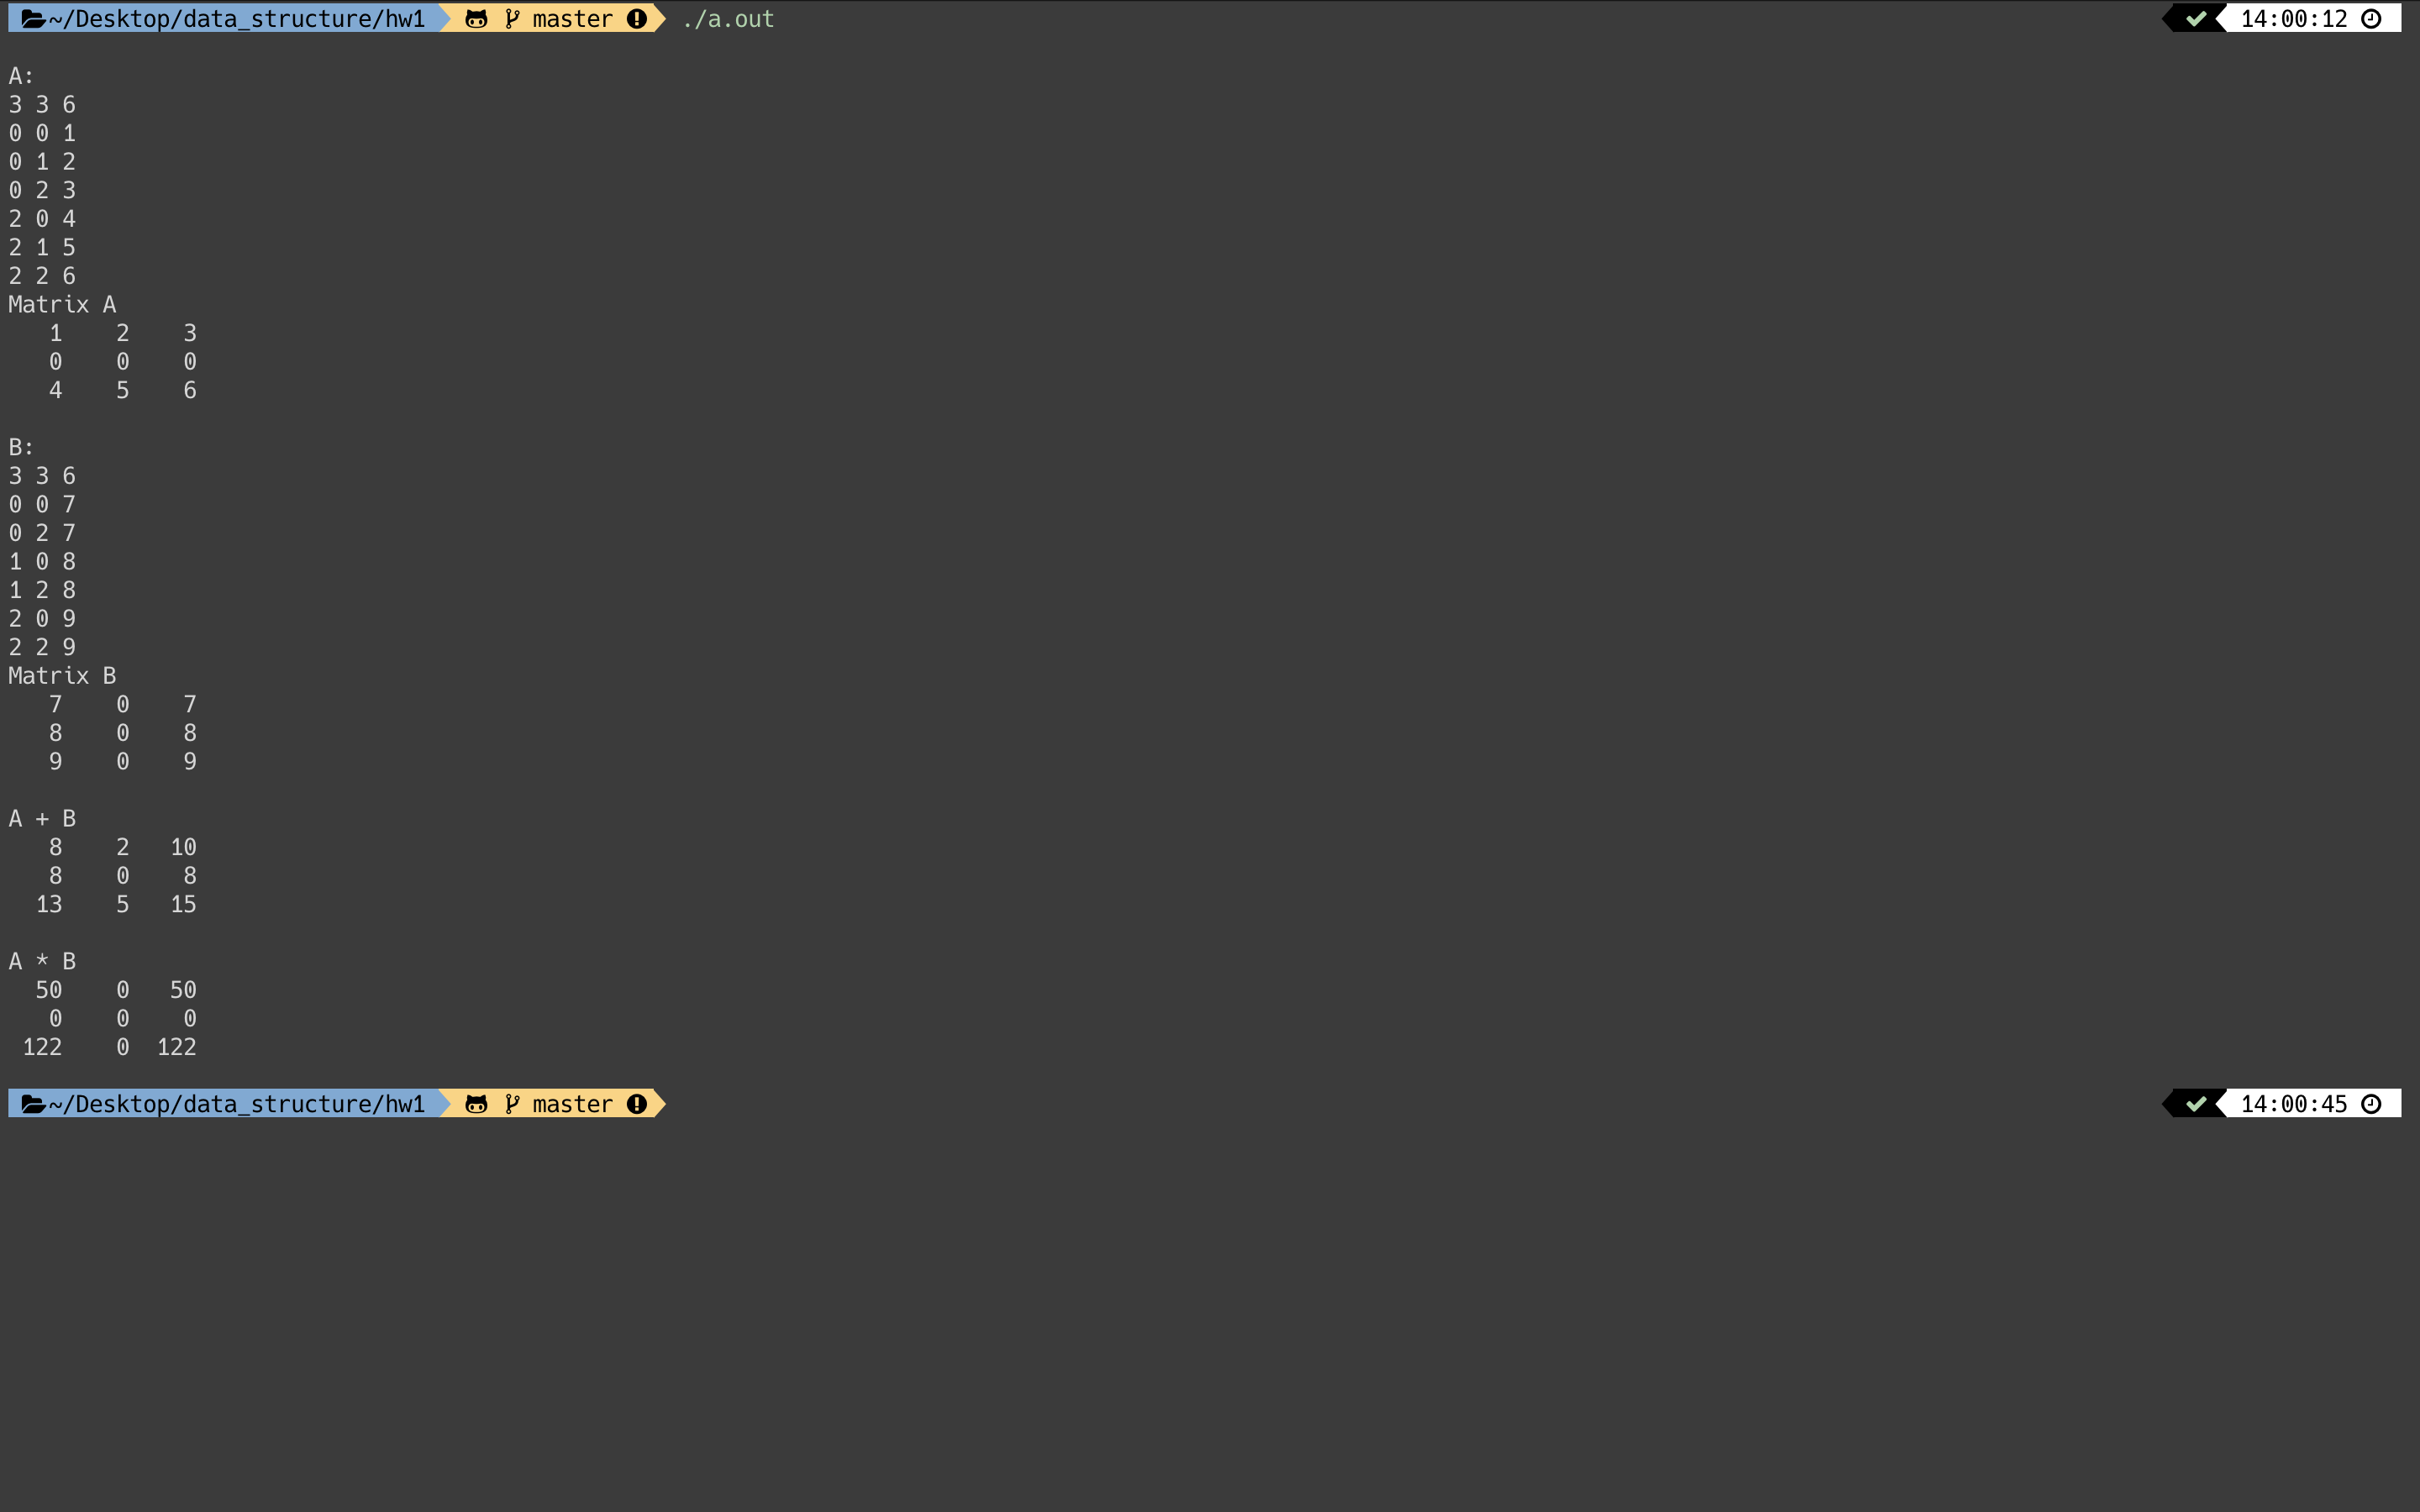 ~/Desktop/data_structure/hw1 master ./a.out 14:00:12
A:
3 3 6
0 0 1
0 1 2
0 2 3
2 0 4
2 1 5
2 2 6
Matrix A
1 2 3
0 0 0
4 5 6
B:
3 3 6
0 0 7
0 2 7
1 0 8
1 2 8
2 0 9
2 2 9
Matrix B
7 0 7
8 0 8
9 0 9
A + B
8 2 10
8 0 8
13 5 15
A * B
50 0 50
0 0 0
122 0 122
~/Desktop/data_structure/hw1 master 14:00:45